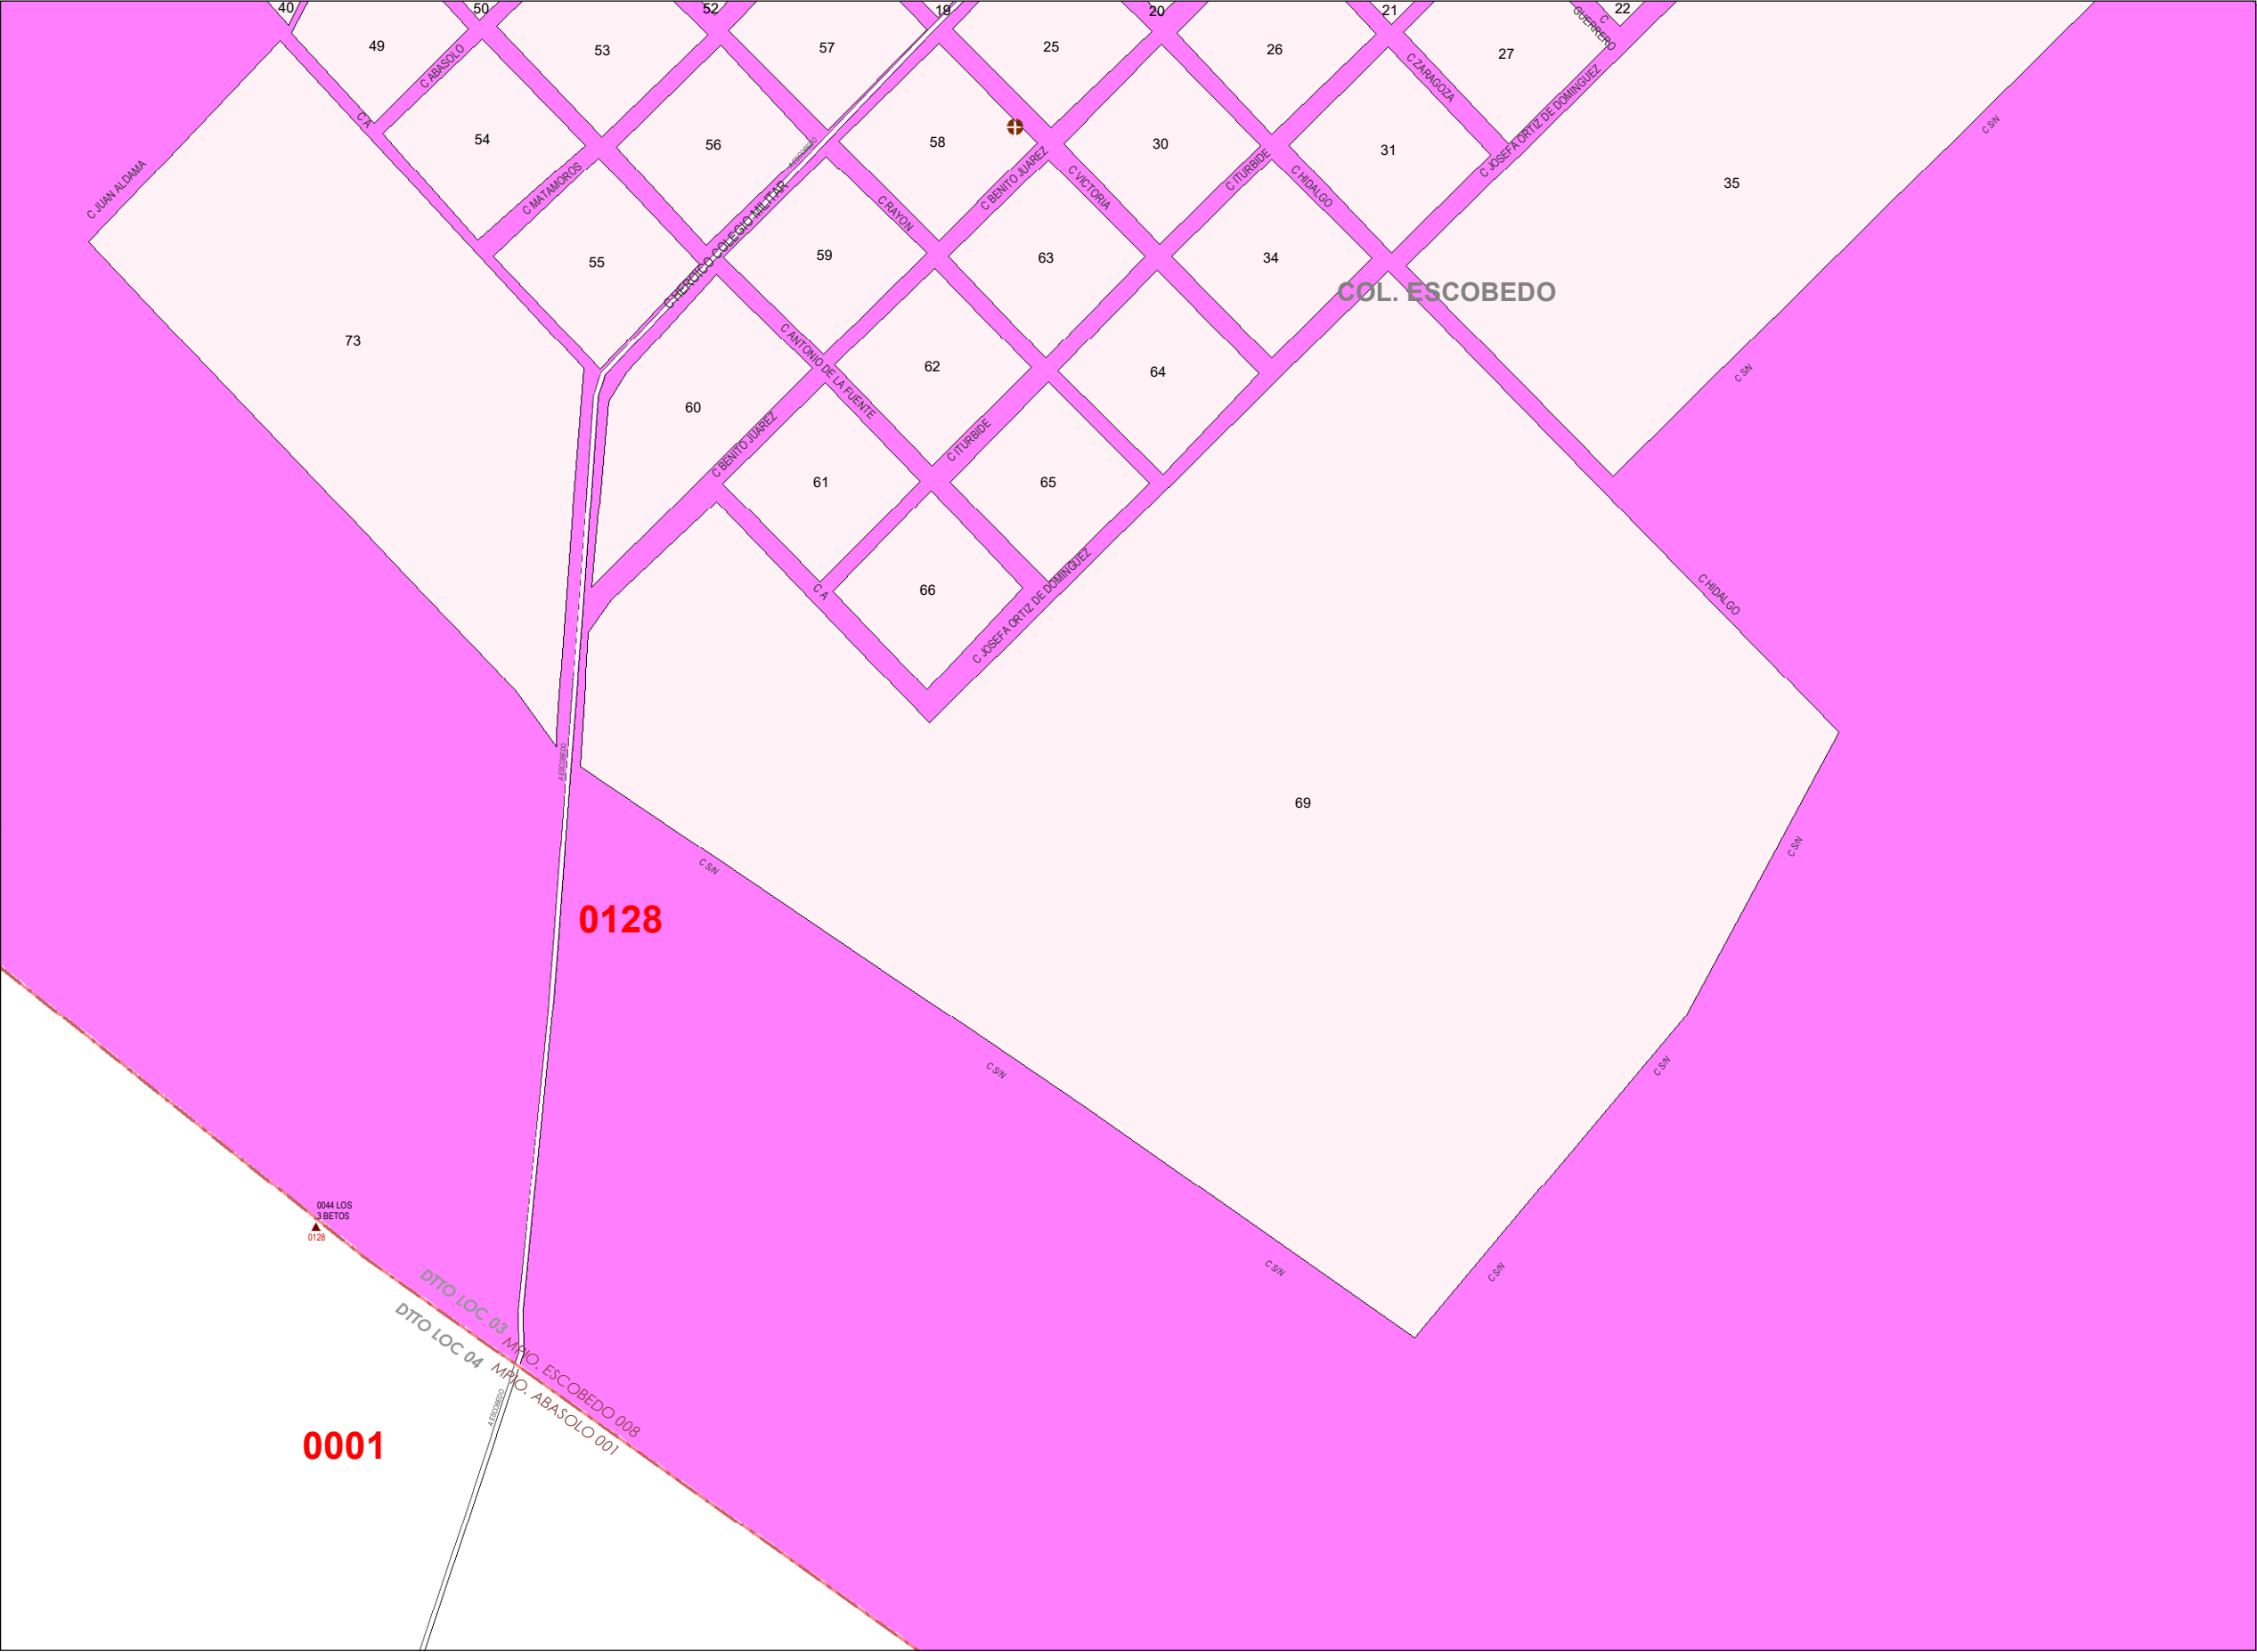 40
50
52
19
20
21
22
49
53
57
25
26
27
C
GUERRERO
C ABASOLO
C ZARAGOZA
C A
C JOSEFA ORTIZ DE DOMINGUEZ
C S/N
54
56
58
30
31
A ESCOBEDO
35
C JUAN ALDAMA
C MATAMOROS
C HEROICO COLEGIO MILITAR
C RAYON
C BENITO JUAREZ
C VICTORIA
C ITURBIDE
C HIDALGO
55
59
63
34
COL. ESCOBEDO
73
C ANTONIO DE LA FUENTE
62
64
C S/N
60
C BENITO JUAREZ
C ITURBIDE
61
65
66
C A
C JOSEFA ORTIZ DE DOMINGUEZ
C HIDALGO
A ESCOBEDO
69
C S/N
C S/N
0128
C S/N
C S/N
0044 LOS
3 BETOS
0128
C S/N
C S/N
DTTO LOC 03
MPIO. ESCOBEDO 008
DTTO LOC 04
MPIO. ABASOLO 001
A ESCOBEDO
0001